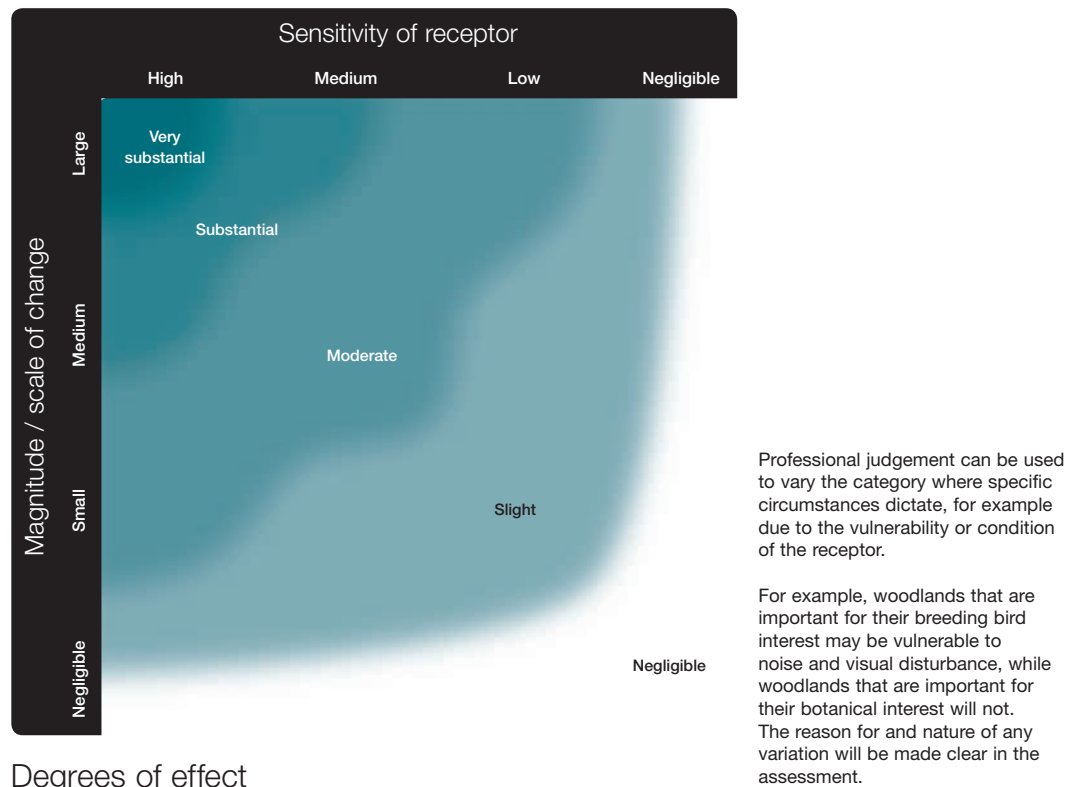 Sensitivity of receptor
High Medium Low Negligible
Magnitude / scale of change
Large
Medium
Small
Negligible
Very
substantial
Substantial
Moderate
Slight
Negligible
Professional judgement can be used
to vary the category where specific
circumstances dictate, for example
due to the vulnerability or condition
of the receptor.
For example, woodlands that are
important for their breeding bird
interest may be vulnerable to
noise and visual disturbance, while
woodlands that are important for
their botanical interest will not.
The reason for and nature of any
variation will be made clear in the
assessment.
Degrees of effect